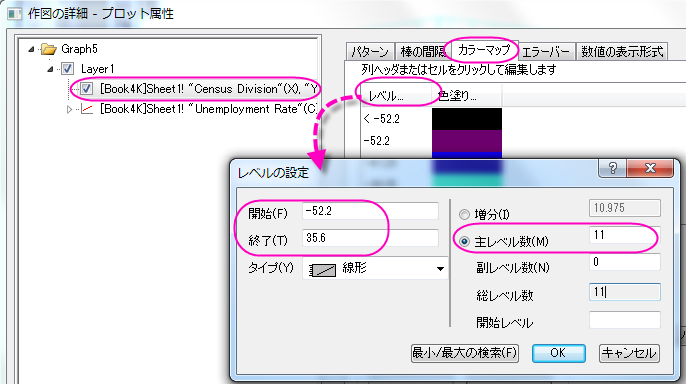 作図の詳細 - プロット属性
Graph5
Layer1
[Book4K]Sheet1! "Census Division"(X), "Y
[Book4K]Sheet1! "Unemployment Rate"(C
パターン 棒の間隔 カラーマップ エラーバー 数値の表示形式
列ヘッダまたはセルをクリックして編集します
レベル... 色塗り...
< -52.2
-52.2
レベルの設定
開始(F) -52.2
終了(T) 35.6
タイプ(Y) 線形
増分(I) 10.975
主レベル数(M) 11
副レベル数(N) 0
総レベル数 11
開始レベル
最小/最大の検索(F) OK キャンセル